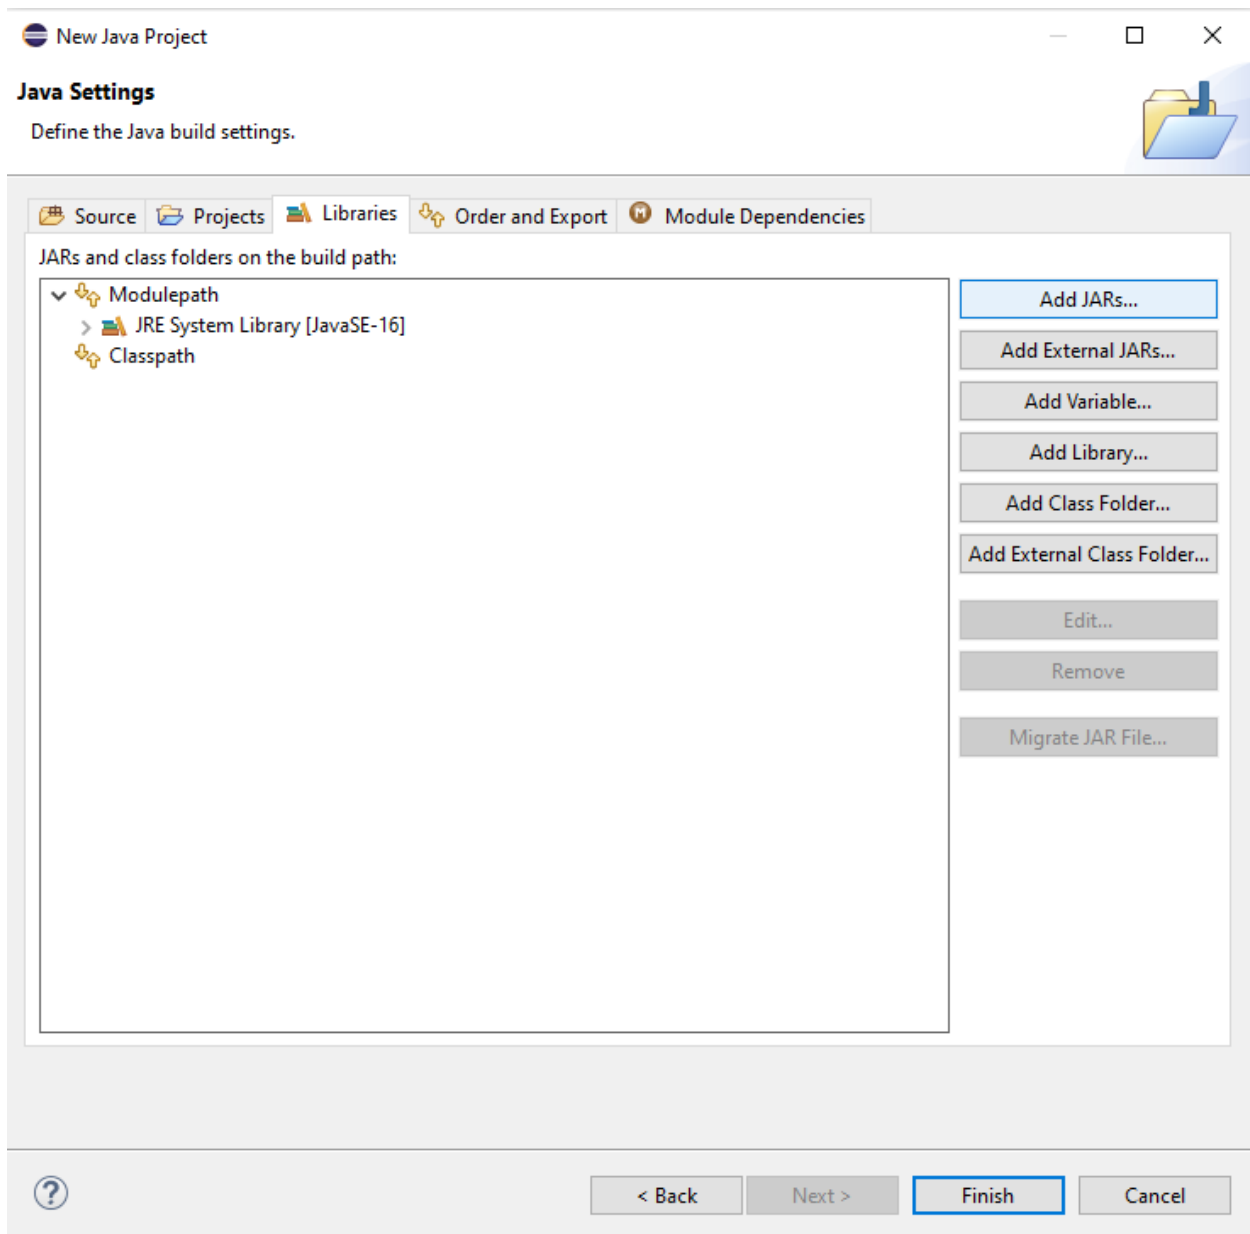 New Java Project
Java Settings
Define the Java build settings.
Source Projects Libraries Order and Export Module Dependencies
JARs and class folders on the build path:
Modulepath
JRE System Library [JavaSE-16]
Classpath
Add JARs...
Add External JARs...
Add Variable...
Add Library...
Add Class Folder...
Add External Class Folder...
Edit...
Remove
Migrate JAR File...
< Back Next > Finish Cancel